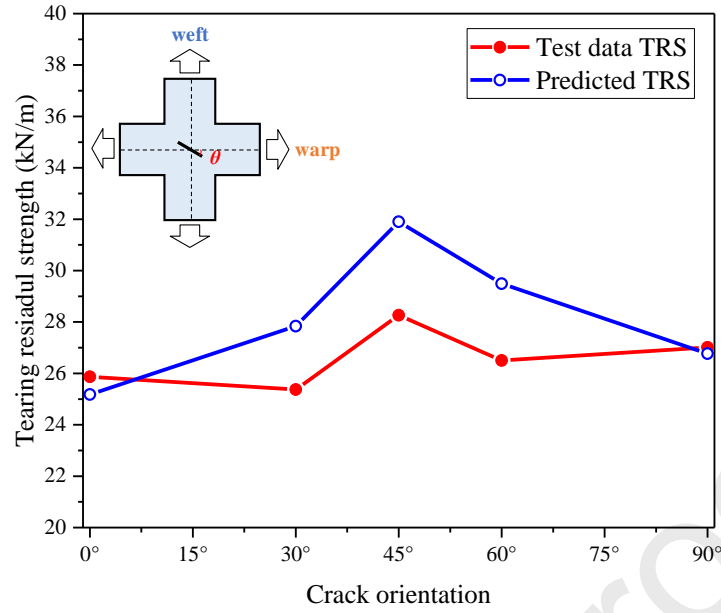 Tearing resiadul strength (kN/m)
40
38
36
34
32
30
28
26
24
22
20
weft
warp
θ
Test data TRS
Predicted TRS
0°
15°
30°
45°
60°
75°
90°
Crack orientation